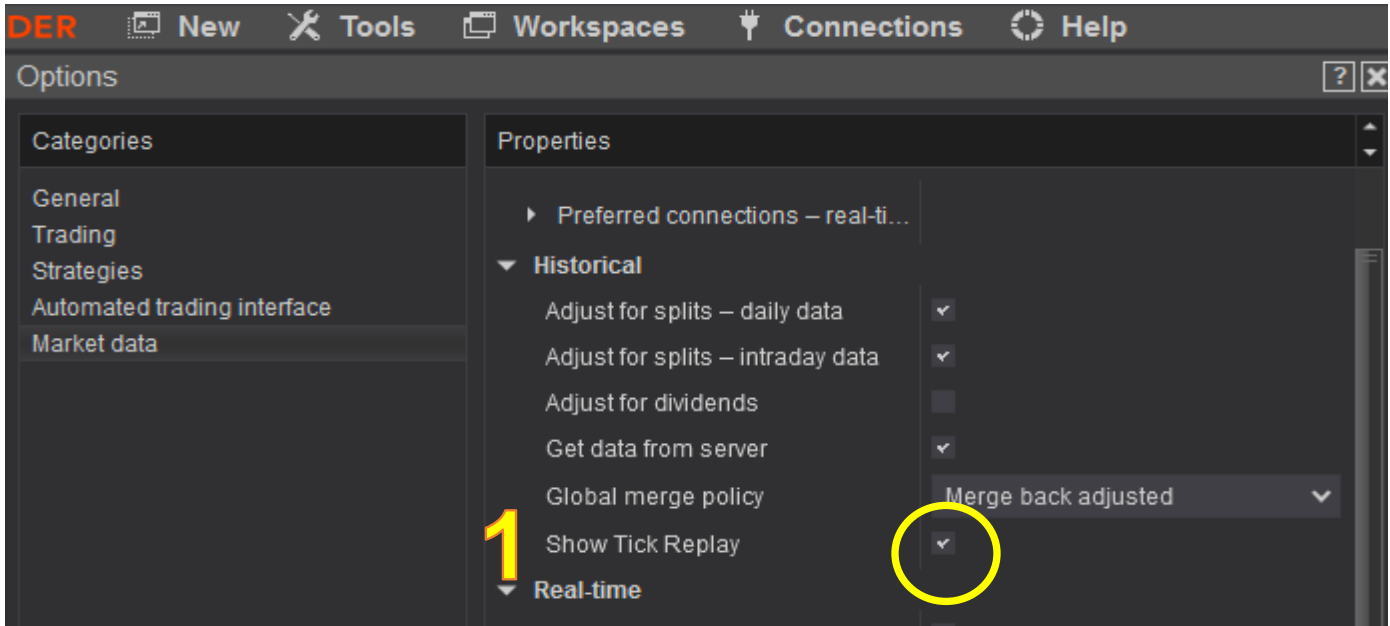 DER New Tools Workspaces Connections Help
Options ?
Categories
General
Trading
Strategies
Automated trading interface
Market data
Properties
Preferred connections – real-ti...
Historical
Adjust for splits – daily data
Adjust for splits – intraday data
Adjust for dividends
Get data from server
Global merge policy Merge back adjusted
1 Show Tick Replay
Real-time